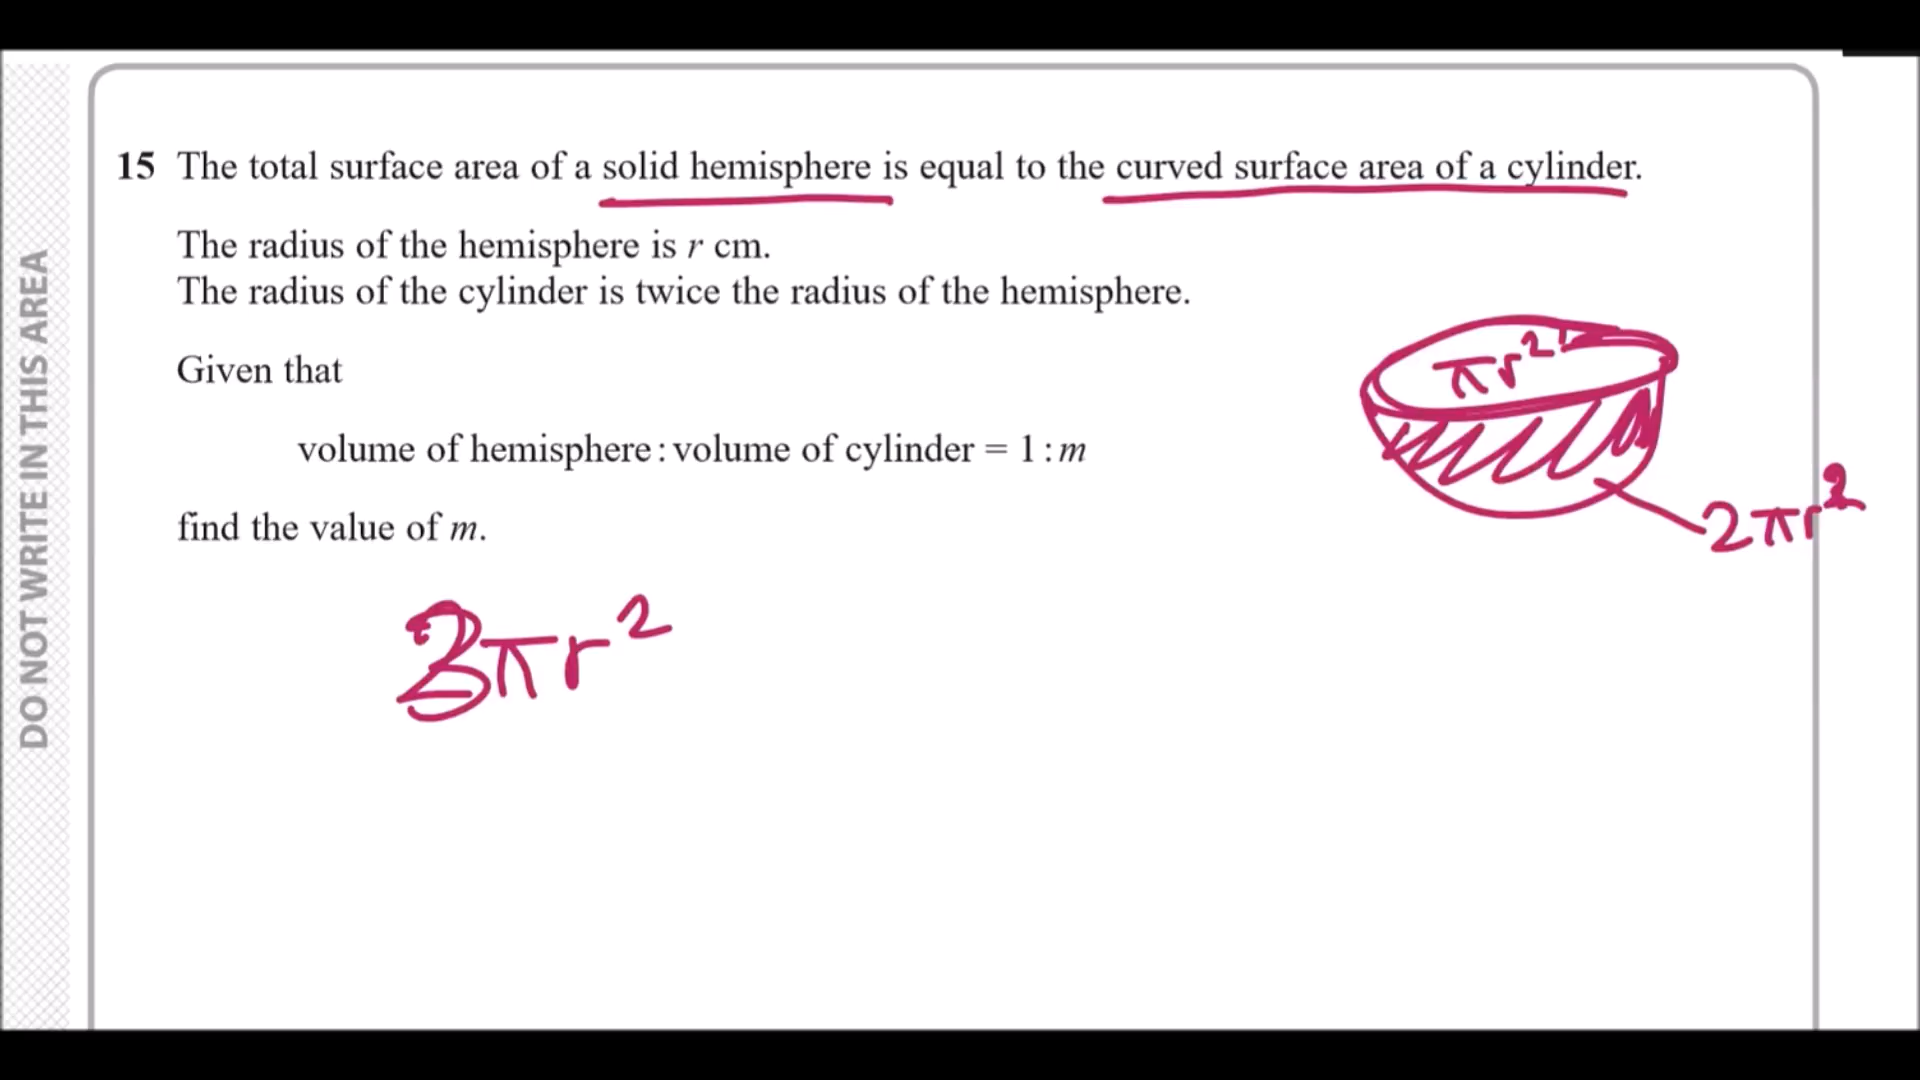 DO NOT WRITE IN THIS AREA
15 The total surface area of a solid hemisphere is equal to the curved surface area of a cylinder.
The radius of the hemisphere is r cm.
The radius of the cylinder is twice the radius of the hemisphere.
Given that
volume of hemisphere : volume of cylinder = 1 : m
find the value of m.
πr²
2πr²
3πr²